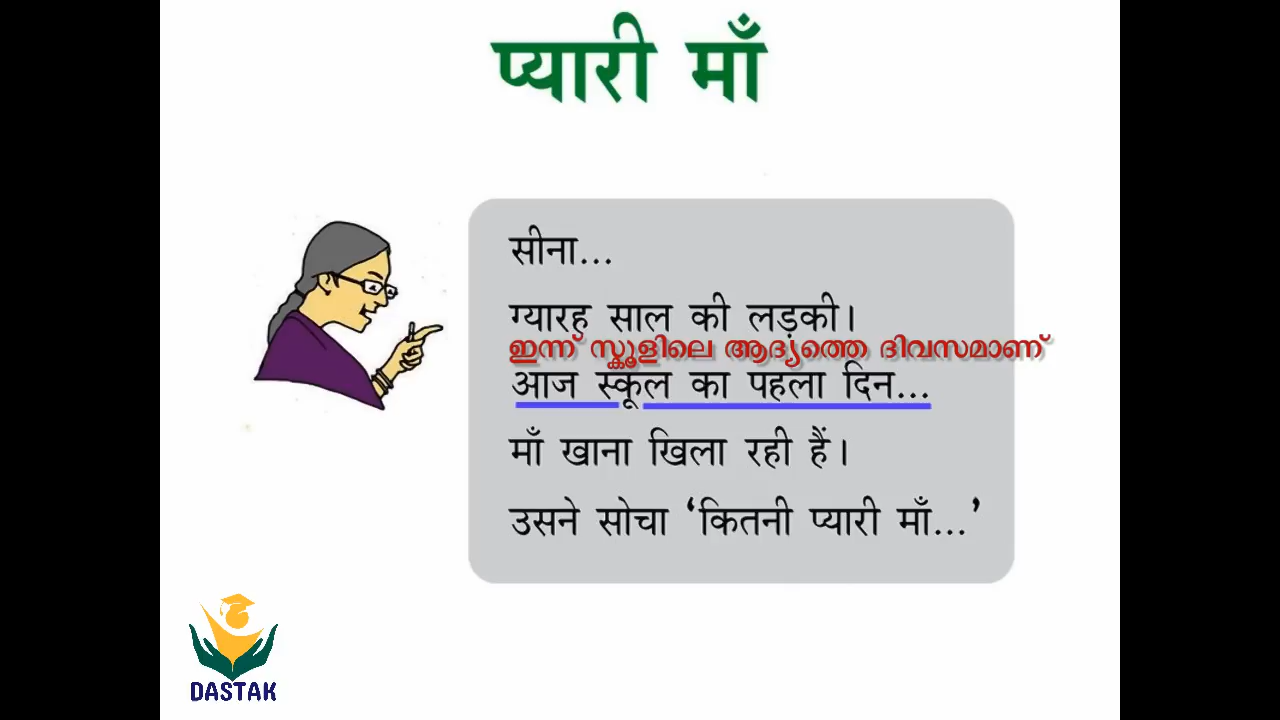 प्यारी माँ
सीना...
ग्यारह साल की लड़की।
ഇന്ന് സ്കൂളിലെ ആദ്യത്തെ ദിവസമാണ്
आज स्कूल का पहला दिन...
माँ खाना खिला रही हैं।
उसने सोचा ‘कितनी प्यारी माँ...’
DASTAK